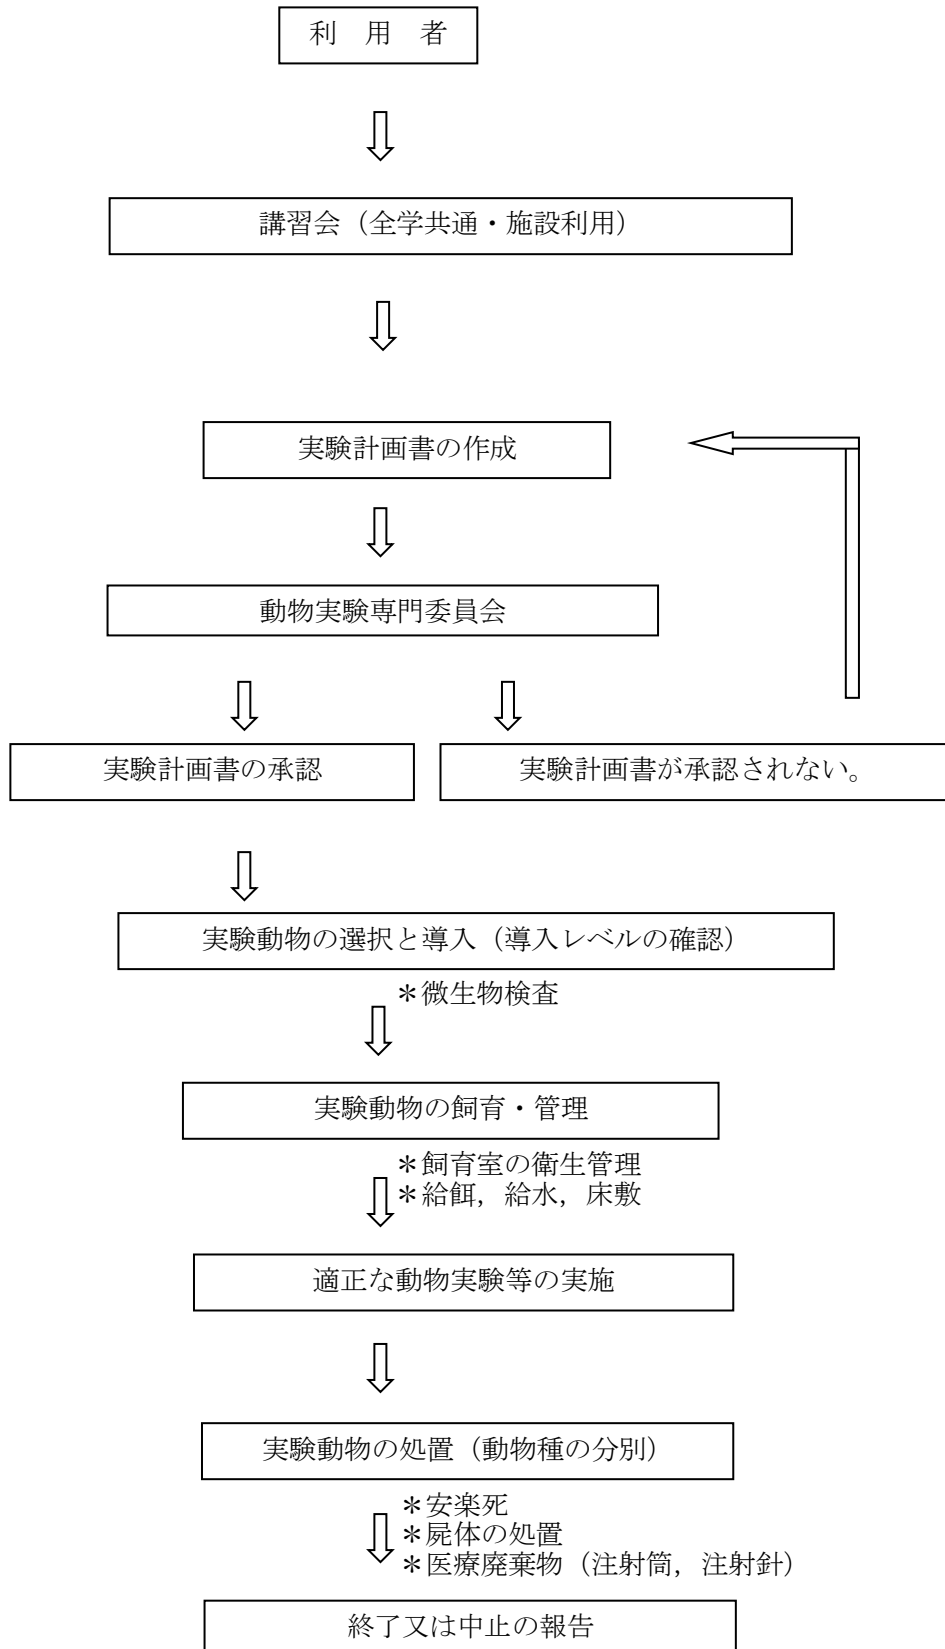 利 用 者
講習会（全学共通・施設利用）
実験計画書の作成
動物実験専門委員会
実験計画書の承認
実験計画書が承認されない。
実験動物の選択と導入（導入レベルの確認）
＊微生物検査
実験動物の飼育・管理
＊飼育室の衛生管理
＊給餌，給水，床敷
適正な動物実験等の実施
実験動物の処置（動物種の分別）
＊安楽死
＊屍体の処置
＊医療廃棄物（注射筒，注射針）
終了又は中止の報告